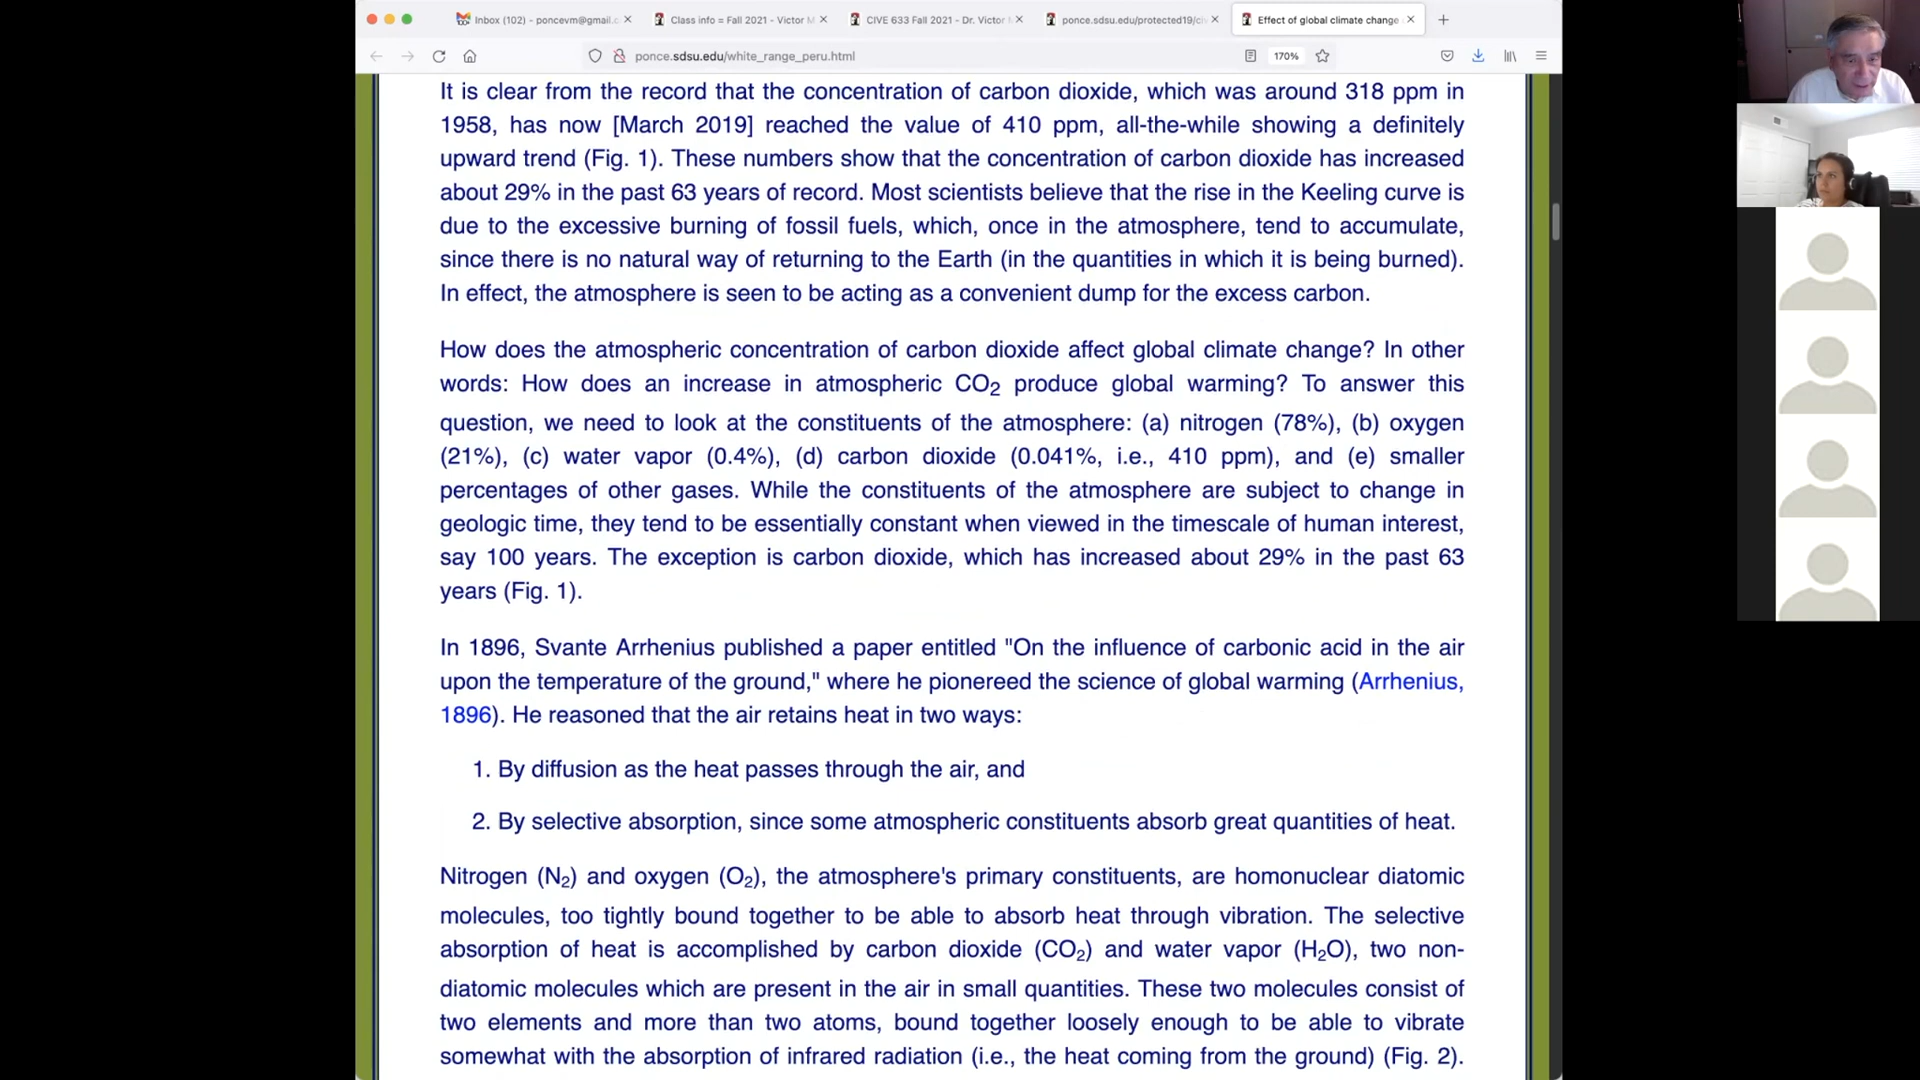 Inbox (102) - poncevm@gmail.c
Class info = Fall 2021 - Victor M
CIVE 633 Fall 2021 - Dr. Victor
ponce.sdsu.edu/protected19/ci
Effect of global climate change
ponce.sdsu.edu/white_range_peru.html
170%
It is clear from the record that the concentration of carbon dioxide, which was around 318 ppm in
1958, has now [March 2019] reached the value of 410 ppm, all-the-while showing a definitely
upward trend (Fig. 1). These numbers show that the concentration of carbon dioxide has increased
about 29% in the past 63 years of record. Most scientists believe that the rise in the Keeling curve is
due to the excessive burning of fossil fuels, which, once in the atmosphere, tend to accumulate,
since there is no natural way of returning to the Earth (in the quantities in which it is being burned).
In effect, the atmosphere is seen to be acting as a convenient dump for the excess carbon.
How does the atmospheric concentration of carbon dioxide affect global climate change? In other
words: How does an increase in atmospheric CO2 produce global warming? To answer this
question, we need to look at the constituents of the atmosphere: (a) nitrogen (78%), (b) oxygen
(21%), (c) water vapor (0.4%), (d) carbon dioxide (0.041%, i.e., 410 ppm), and (e) smaller
percentages of other gases. While the constituents of the atmosphere are subject to change in
geologic time, they tend to be essentially constant when viewed in the timescale of human interest,
say 100 years. The exception is carbon dioxide, which has increased about 29% in the past 63
years (Fig. 1).
In 1896, Svante Arrhenius published a paper entitled "On the influence of carbonic acid in the air
upon the temperature of the ground," where he pionereed the science of global warming (Arrhenius,
1896). He reasoned that the air retains heat in two ways:
1. By diffusion as the heat passes through the air, and
2. By selective absorption, since some atmospheric constituents absorb great quantities of heat.
Nitrogen (N2) and oxygen (O2), the atmosphere's primary constituents, are homonuclear diatomic
molecules, too tightly bound together to be able to absorb heat through vibration. The selective
absorption of heat is accomplished by carbon dioxide (CO2) and water vapor (H2O), two non-
diatomic molecules which are present in the air in small quantities. These two molecules consist of
two elements and more than two atoms, bound together loosely enough to be able to vibrate
somewhat with the absorption of infrared radiation (i.e., the heat coming from the ground) (Fig. 2).